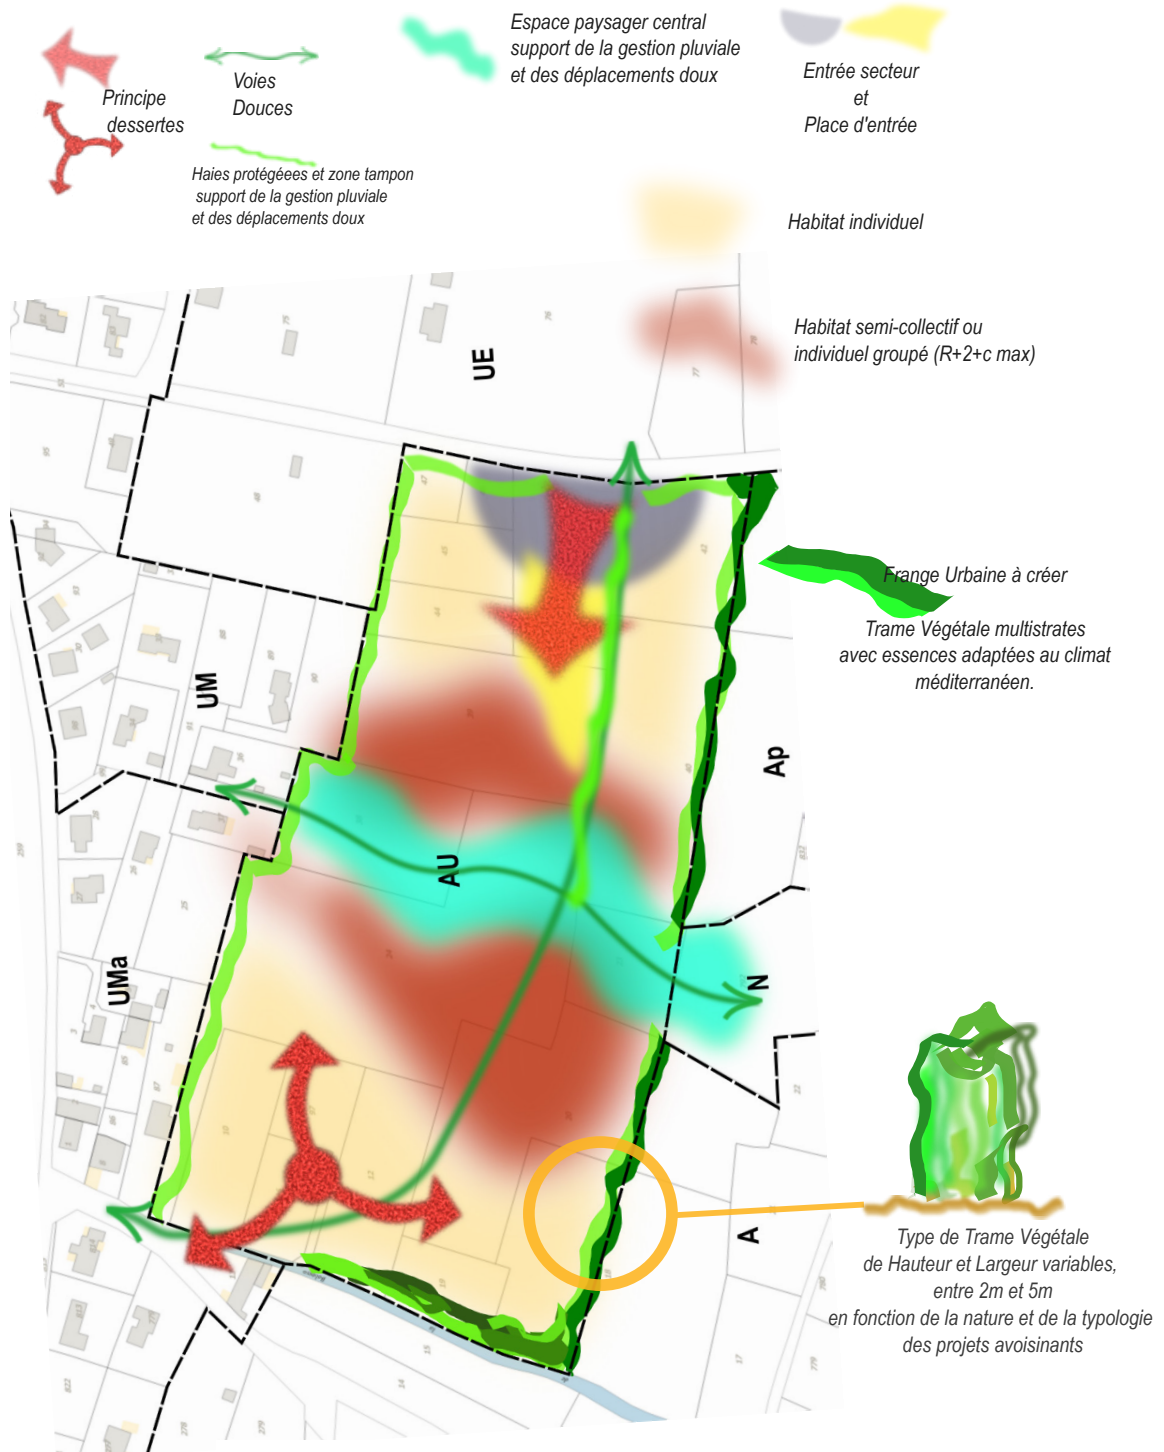 Espace paysager central
support de la gestion pluviale
et des déplacements doux
Entrée secteur
et
Place d'entrée
Principe
dessertes
Voies
Douces
Haies protégéees et zone tampon
support de la gestion pluviale
et des déplacements doux
Habitat individuel
Habitat semi-collectif ou
individuel groupé (R+2+c max)
UE
Frange Urbaine à créer
Trame Végétale multistrates
avec essences adaptées au climat
méditerranéen.
UM
Ap
AU
UMa
N
A
Type de Trame Végétale
de Hauteur et Largeur variables,
entre 2m et 5m
en fonction de la nature et de la typologie
des projets avoisinants